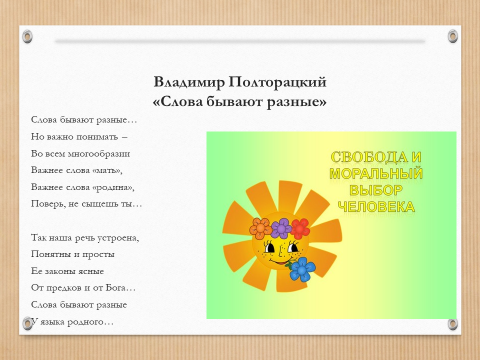 Владимир Полторацкий
«Слова бывают разные»
Слова бывают разные…
Но важно понимать –
Во всем многообразии
Важнее слова «мать»,
Важнее слова «родина»,
Поверь, не сыщешь ты…
Так наша речь устроена,
Понятны и просты
Ее законы ясные
От предков и от Бога…
Слова бывают разные
У языка родного…
СВОБОДА И
МОРАЛЬНЫЙ
ВЫБОР
ЧЕЛОВЕКА